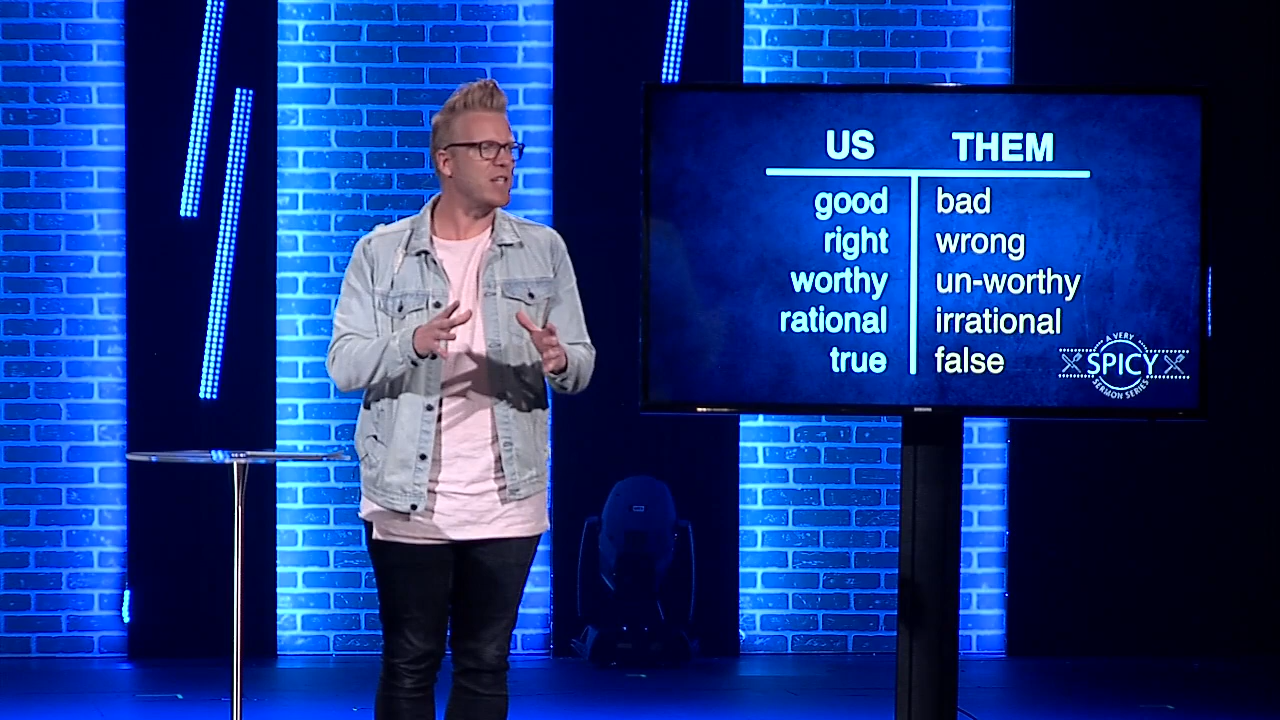 US THEM
good bad
right wrong
worthy un-worthy
rational irrational
true false
A VERY
SPICY
SERMON SERIES